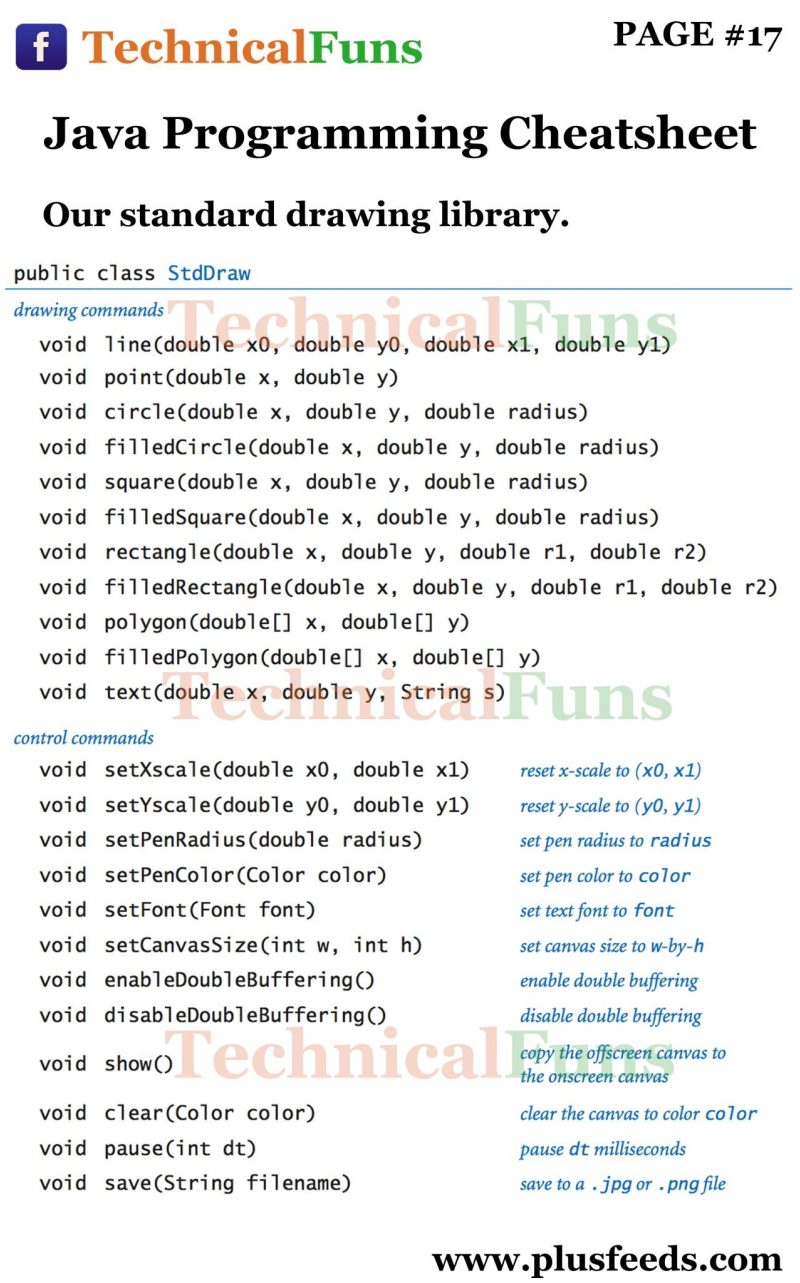 f TechnicalFuns
PAGE #17
Java Programming Cheatsheet
Our standard drawing library.
public class StdDraw
drawing commands
TechnicalFuns
void line(double x0, double y0, double x1, double y1)
void point(double x, double y)
void circle(double x, double y, double radius)
void filledCircle(double x, double y, double radius)
void square(double x, double y, double radius)
void filledSquare(double x, double y, double radius)
void rectangle(double x, double y, double r1, double r2)
void filledRectangle(double x, double y, double r1, double r2)
void polygon(double[] x, double[] y)
void filledPolygon(double[] x, double[] y)
void text(double x, double y, String s)
TechnicalFuns
control commands
void setXscale(double x0, double x1) reset x-scale to (x0, x1)
void setYscale(double y0, double y1) reset y-scale to (y0, y1)
void setPenRadius(double radius) set pen radius to radius
void setPenColor(Color color) set pen color to color
void setFont(Font font) set text font to font
void setCanvasSize(int w, int h) set canvas size to w-by-h
void enableDoubleBuffering() enable double buffering
void disableDoubleBuffering() disable double buffering
TechnicalFuns
void show() copy the offscreen canvas to
the onscreen canvas
void clear(Color color) clear the canvas to color color
void pause(int dt) pause dt milliseconds
void save(String filename) save to a .jpg or .png file
www.plusfeeds.com